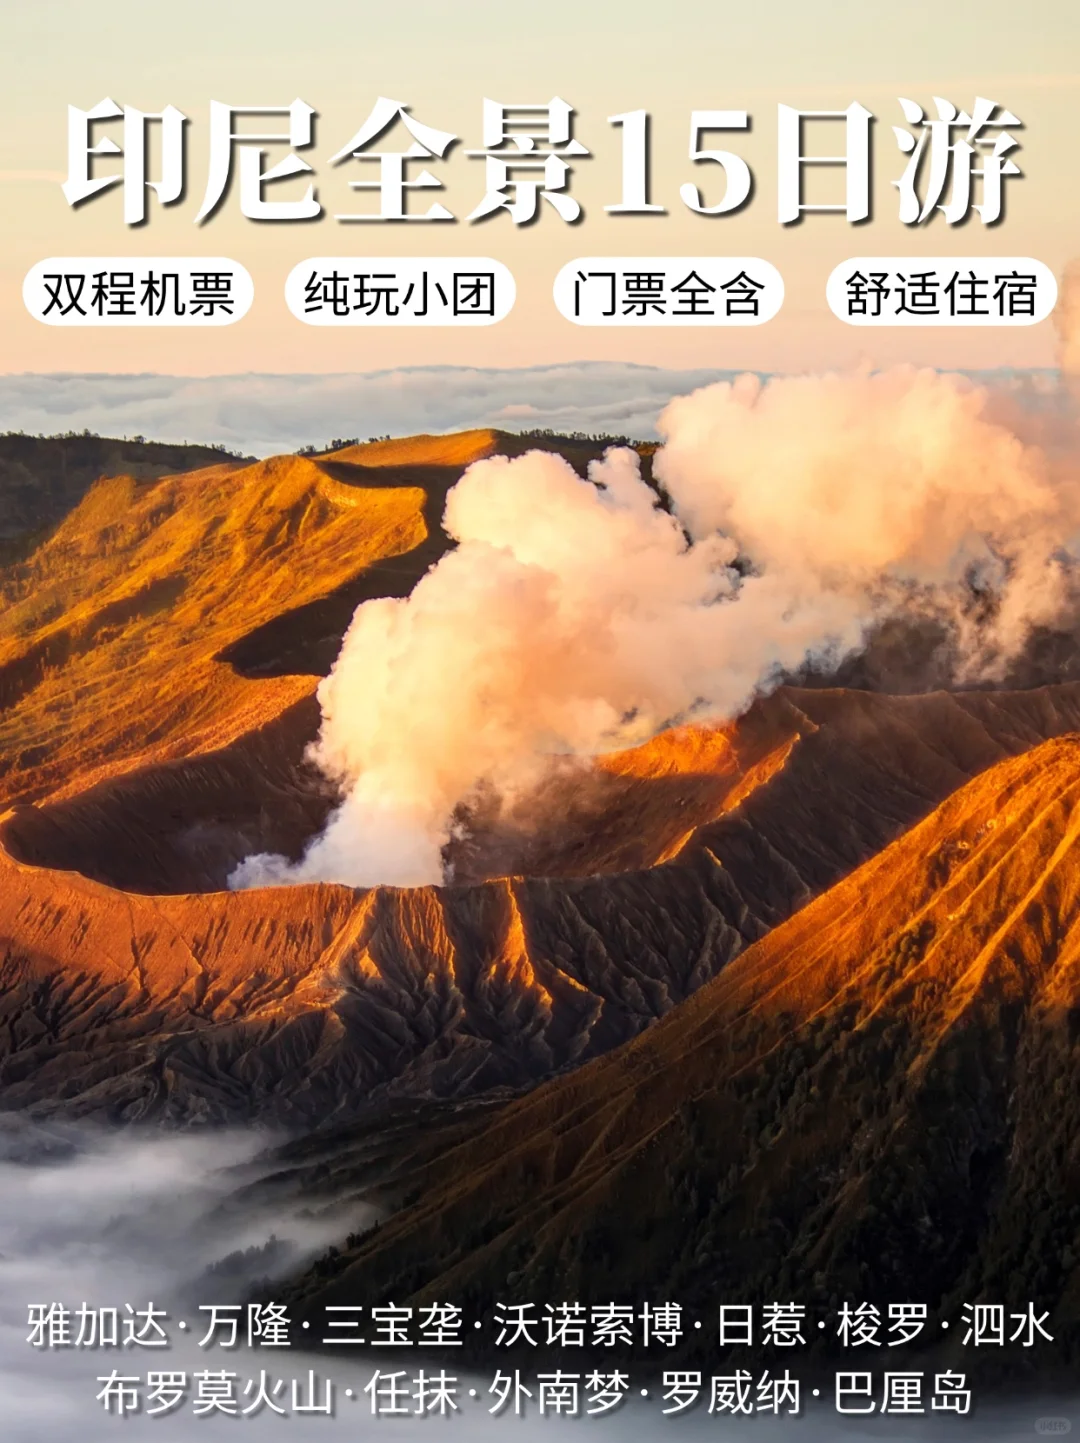 印尼全景15日游
双程机票 纯玩小团 门票全含 舒适住宿
雅加达·万隆·三宝垄·沃诺索博·日惹·梭罗·泗水
布罗莫火山·任抹·外南梦·罗威纳·巴厘岛